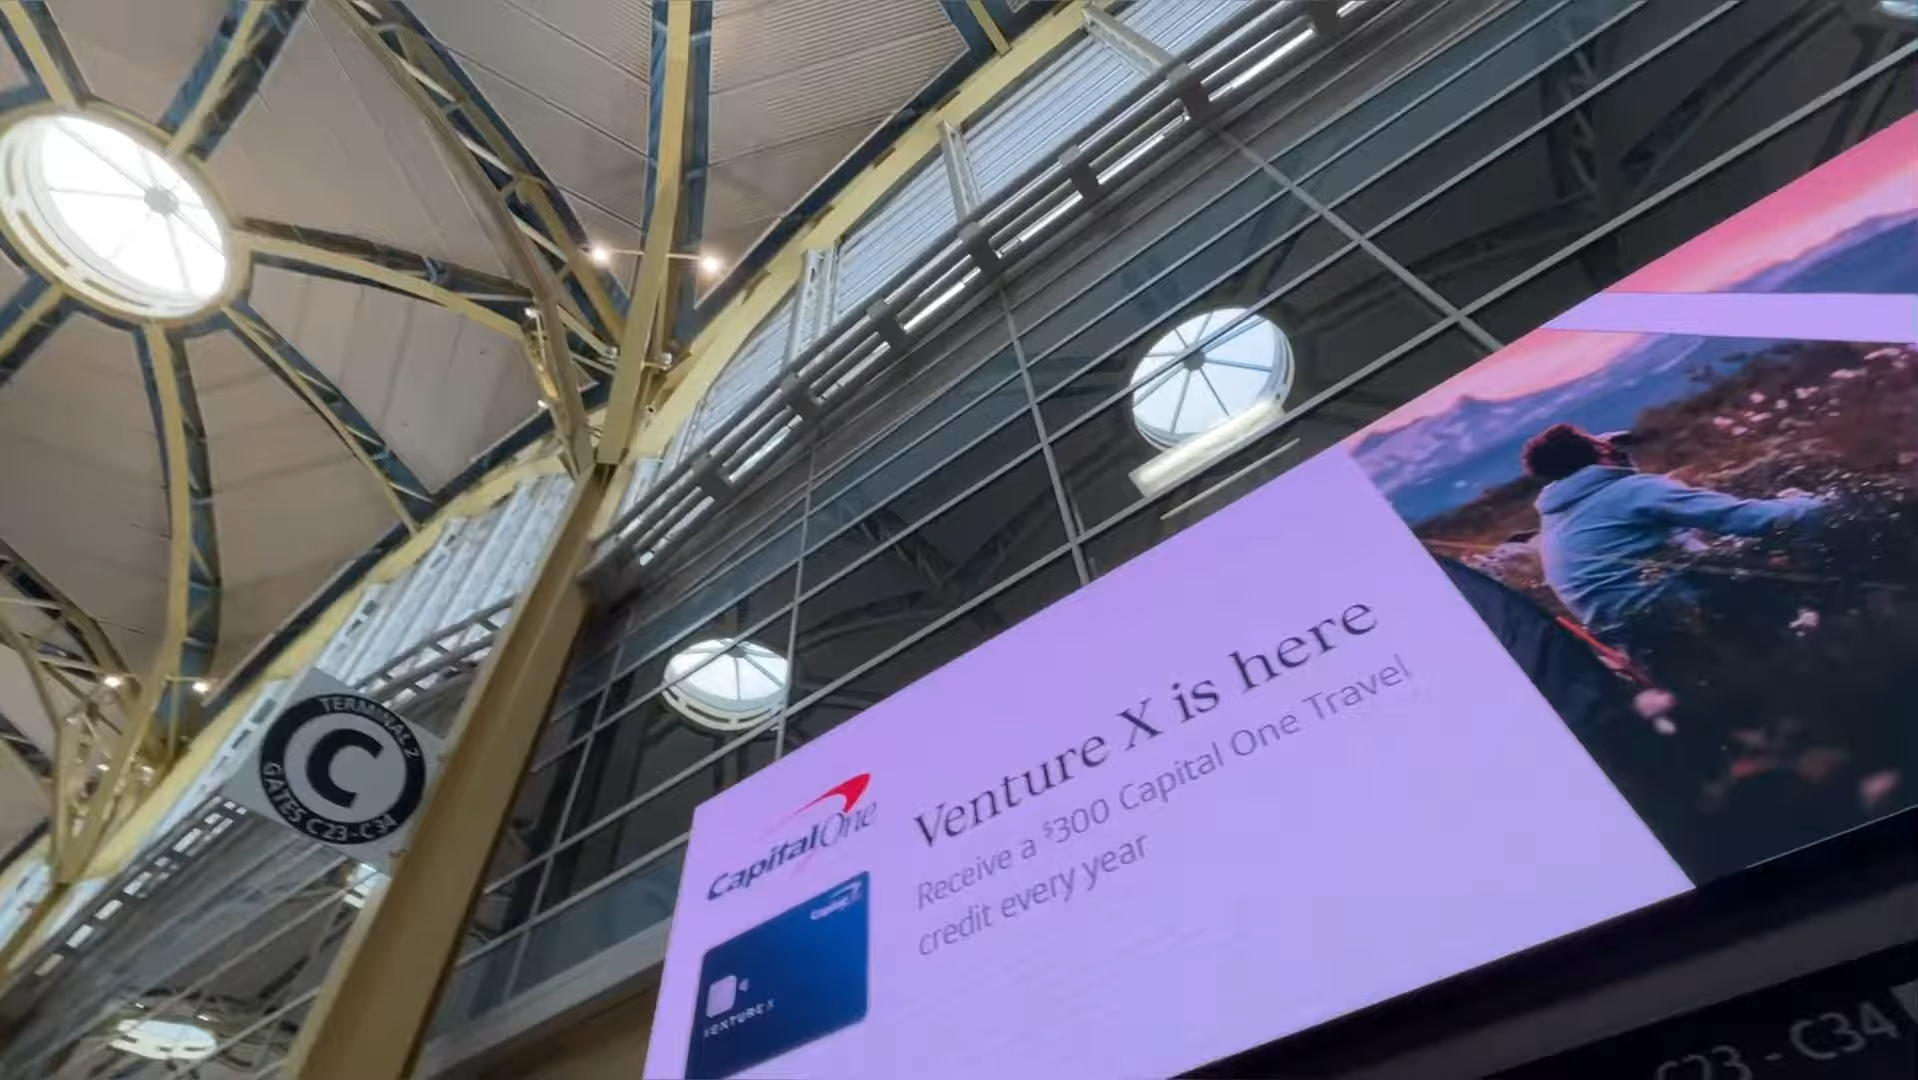 TERMINAL 2
C
GATES C23-C34
Capital One
Venture X is here
Receive a $300 Capital One Travel
credit every year
Capital
VENTURE X
C23 - C34